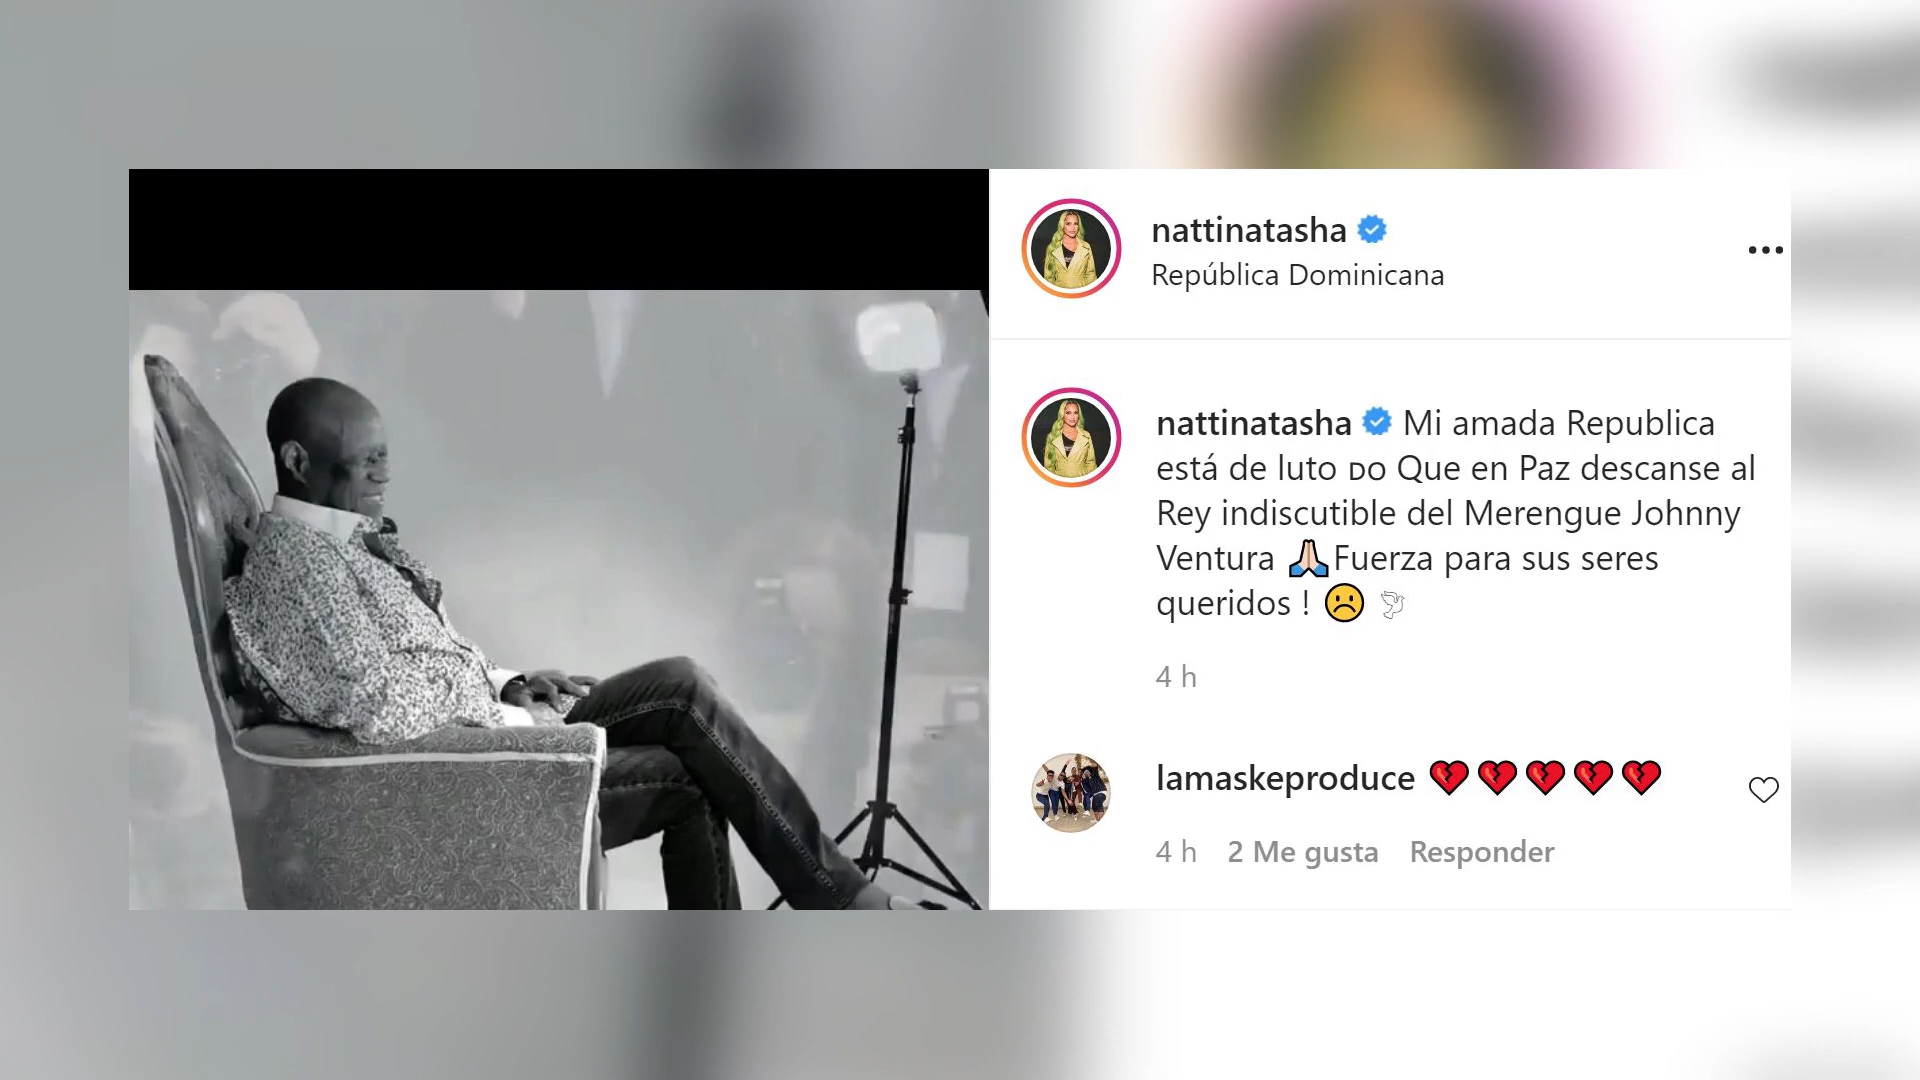 nattinatasha
República Dominicana
nattinatasha Mi amada Republica
está de luto DO Que en Paz descanse al
Rey indiscutible del Merengue Johnny
Ventura 🙏🏻Fuerza para sus seres
queridos ! ☹️ 🕊
4 h
lamaskeproduce 💔💔💔💔💔
4 h 2 Me gusta Responder